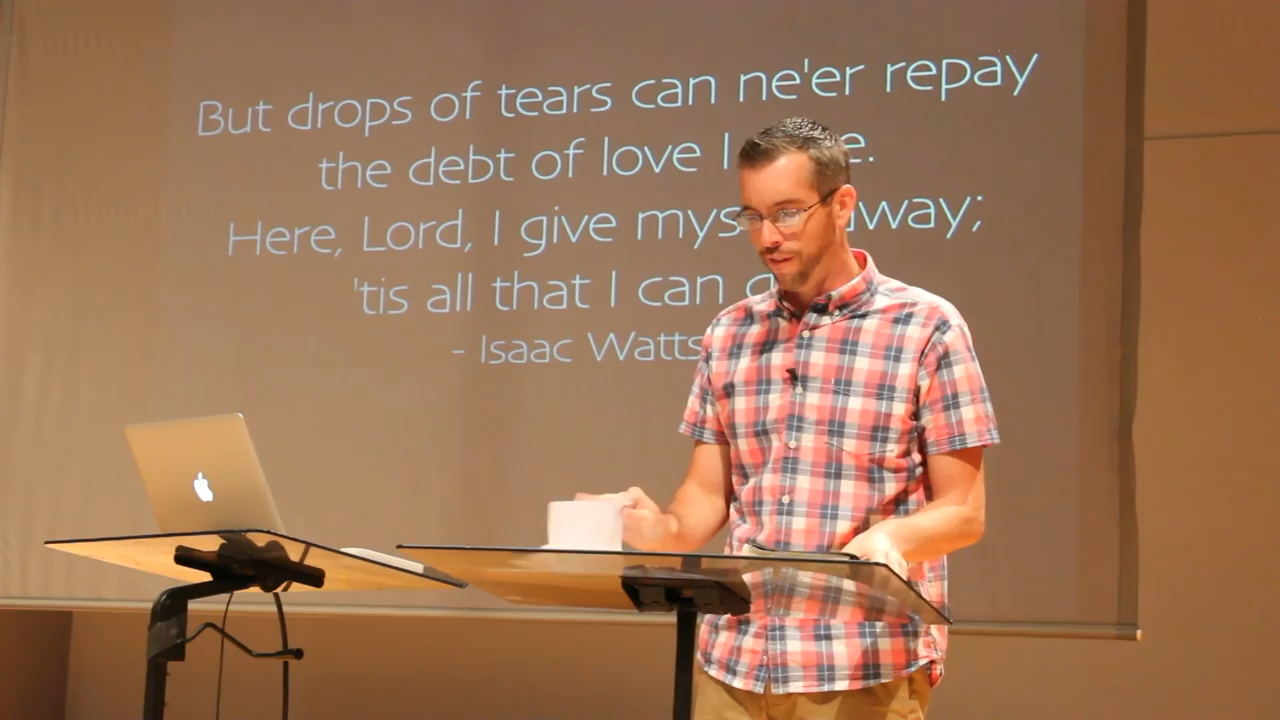 But drops of tears can ne'er repay
the debt of love I e.
Here, Lord, I give mys away;
'tis all that I can g
- Isaac Watts